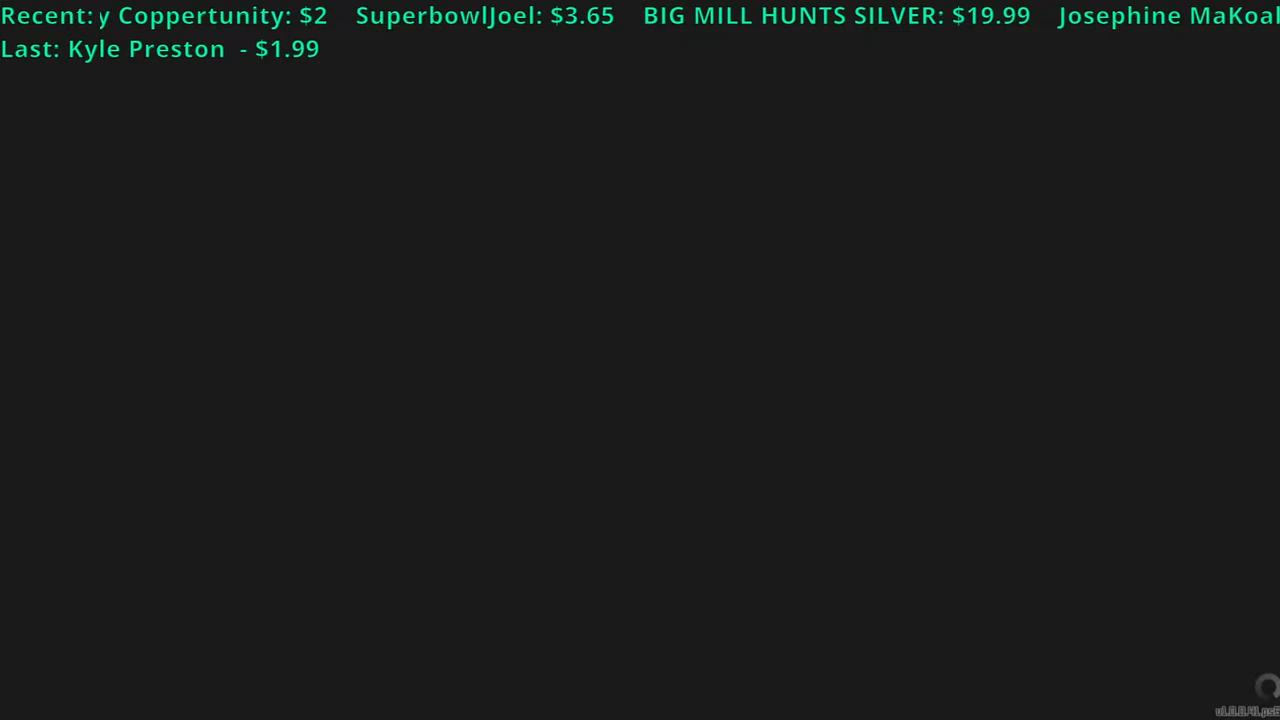 Recent: y Coppertunity: $2 SuperbowlJoel: $3.65 BIG MILL HUNTS SILVER: $19.99 Josephine MaKoal
Last: Kyle Preston - $1.99